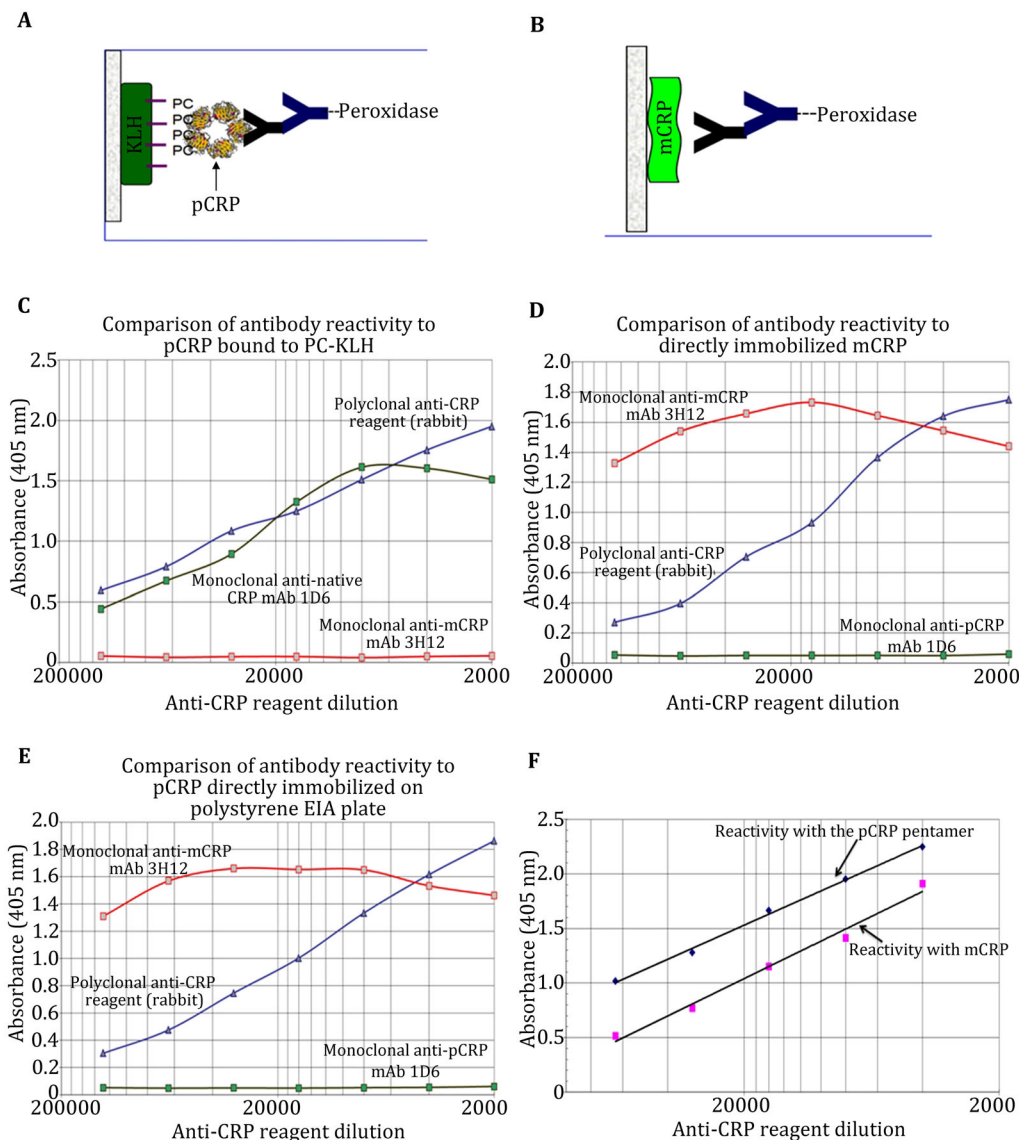 A
KLH
PC
PC
PC
PC
Peroxidase
pCRP
B
mCRP
Peroxidase
C
Comparison of antibody reactivity to
pCRP bound to PC-KLH
Absorbance (405 nm)
2.5
2.0
1.5
1.0
0.5
0
Polyclonal anti-CRP
reagent (rabbit)
Monoclonal anti-native
CRP mAb 1D6
Monoclonal anti-mCRP
mAb 3H12
200000
20000
2000
Anti-CRP reagent dilution
D
Comparison of antibody reactivity to
directly immobilized mCRP
Absorbance (405 nm)
2.0
1.8
1.6
1.4
1.2
1.0
0.8
0.6
0.4
0.2
0
Monoclonal anti-mCRP
mAb 3H12
Polyclonal anti-CRP
reagent (rabbit)
Monoclonal anti-pCRP
mAb 1D6
200000
20000
2000
Anti-CRP reagent dilution
E
Comparison of antibody reactivity to
pCRP directly immobilized on
polystyrene EIA plate
Absorbance (405 nm)
2.0
1.8
1.6
1.4
1.2
1.0
0.8
0.6
0.4
0.2
0
Monoclonal anti-mCRP
mAb 3H12
Polyclonal anti-CRP
reagent (rabbit)
Monoclonal anti-pCRP
mAb 1D6
200000
20000
2000
Anti-CRP reagent dilution
F
Absorbance (405 nm)
2.5
2.0
1.5
1.0
0.5
0
Reactivity with the pCRP pentamer
Reactivity with mCRP
20000
2000
Anti-CRP reagent dilution